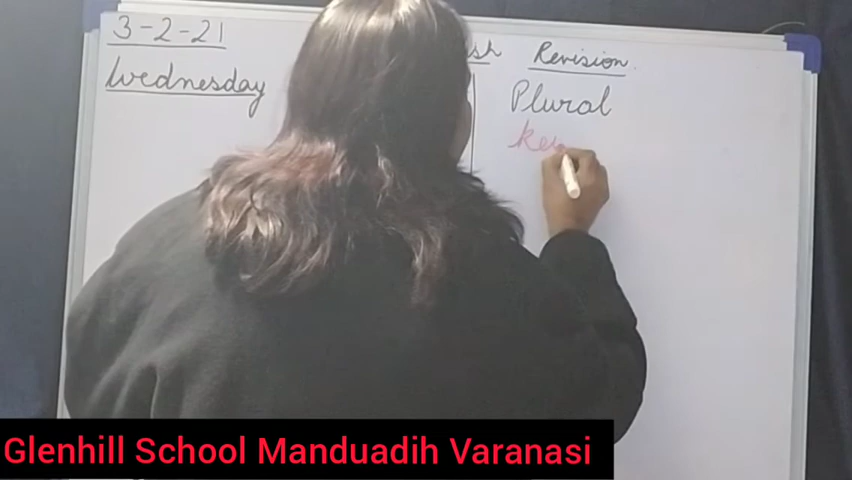 3-2-21
Revision.
Wednesday
Plural
Glenhill School Manduadih Varanasi